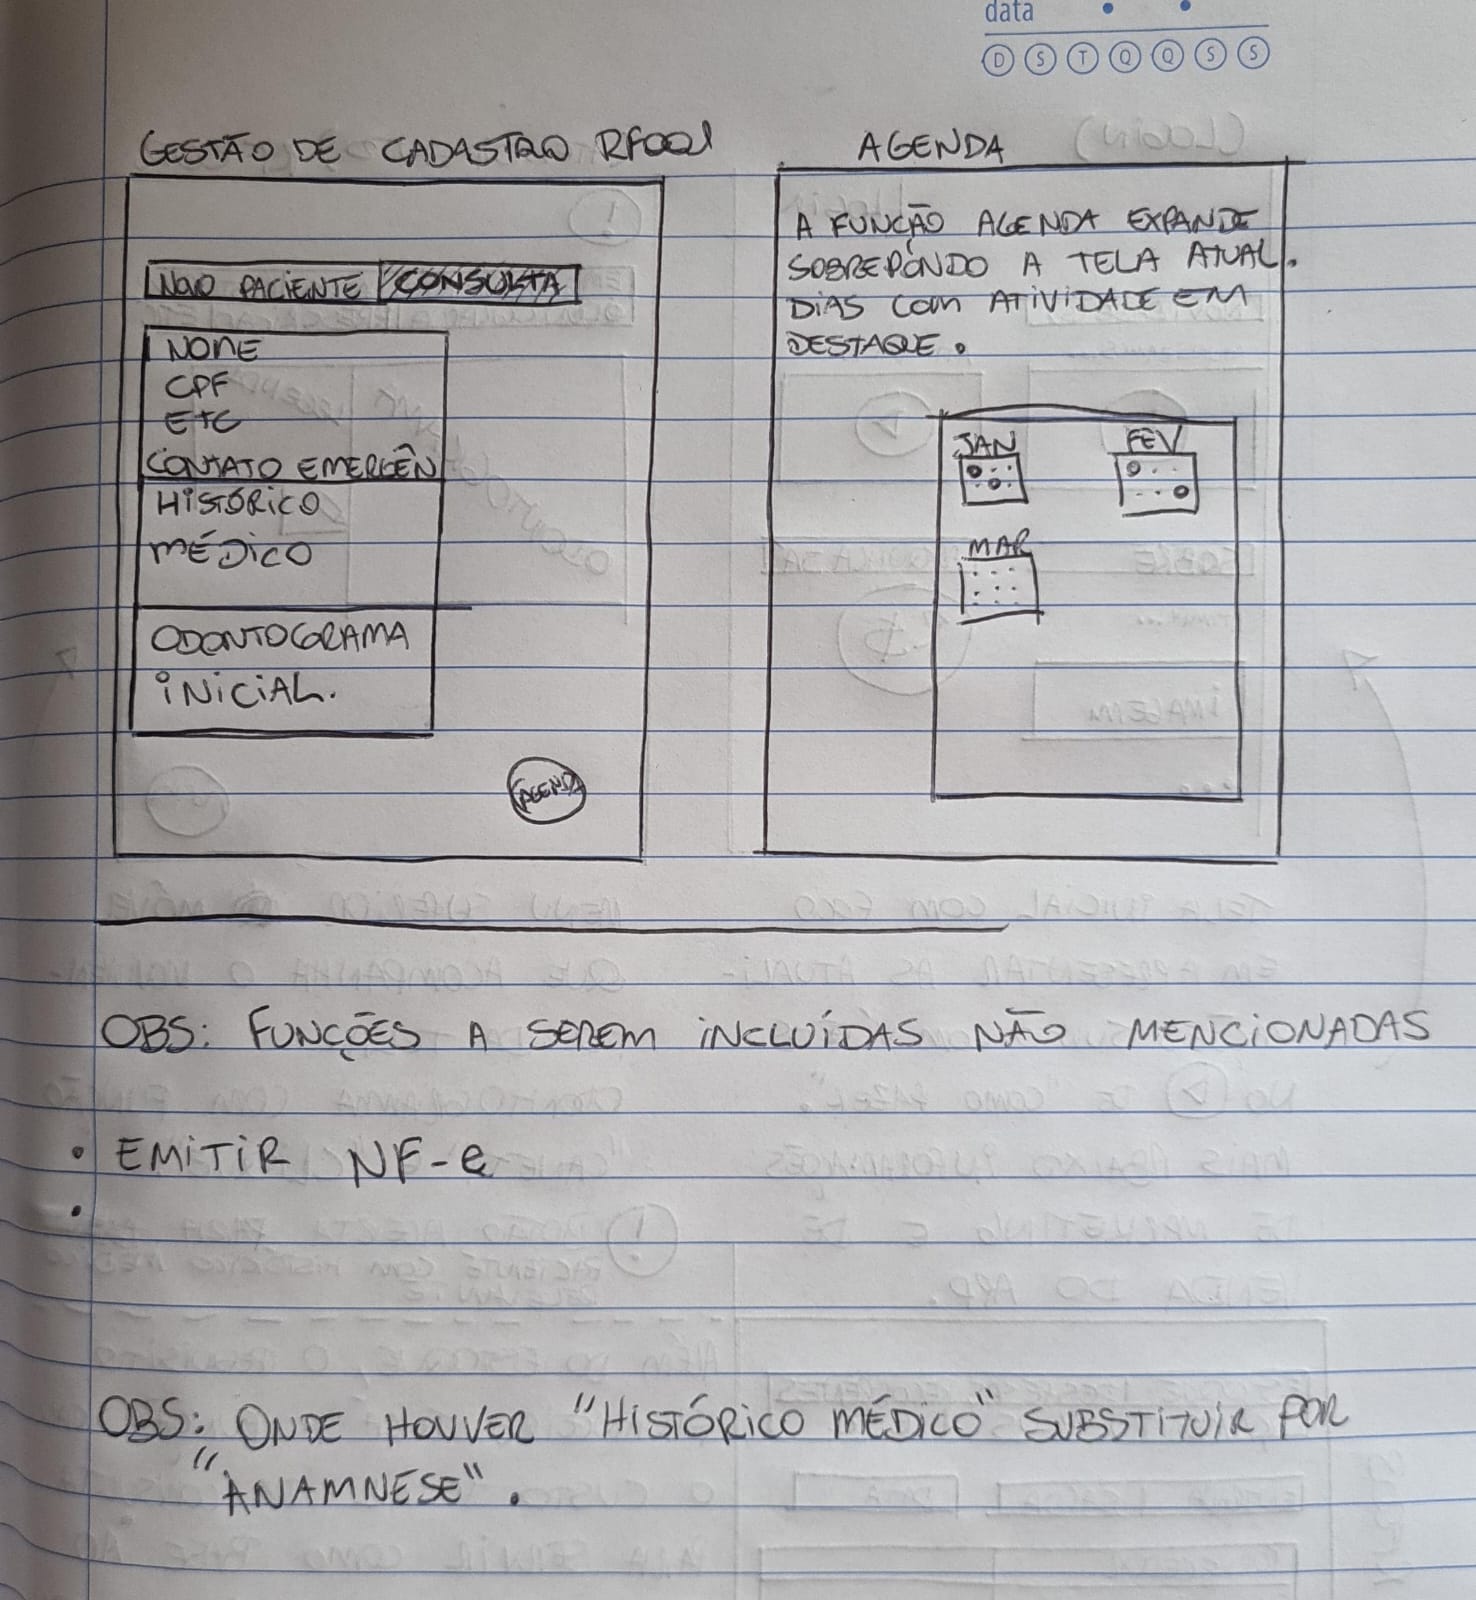 data
D S T Q Q S S
GESTÃO DE CADASTRO RF001
NOVO PACIENTE CONSULTA
NOME
CPF
ETC
CONTATO EMERGÊN
HISTÓRICO
MÉDICO
ODONTOGRAMA
INICIAL.
AGENDA
AGENDA
A FUNÇÃO AGENDA EXPANDE
SOBREPONDO A TELA ATUAL.
DIAS COM ATIVIDADE EM
DESTAQUE.
JAN FEV
MAR
OBS: FUNÇÕES A SEREM INCLUÍDAS NÃO MENCIONADAS
• EMITIR NF-e
•
OBS: ONDE HOUVER "HISTÓRICO MÉDICO" SUBSTITUIR POR
"ANAMNESE".